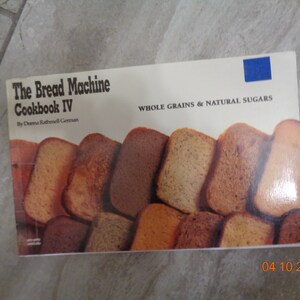 The Bread Machine
Cookbook IV
By Donna Rathmell German
WHOLE GRAINS & NATURAL SUGARS
04 10 2